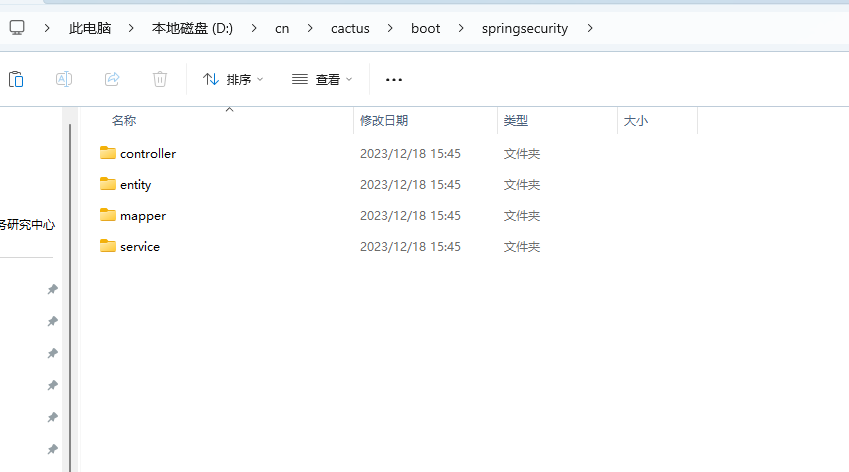 此电脑 > 本地磁盘 (D:) > cn > cactus > boot > springsecurity >
排序 查看 ...
名称 修改日期 类型 大小
controller 2023/12/18 15:45 文件夹
entity 2023/12/18 15:45 文件夹
mapper 2023/12/18 15:45 文件夹
务研究中心
service 2023/12/18 15:45 文件夹